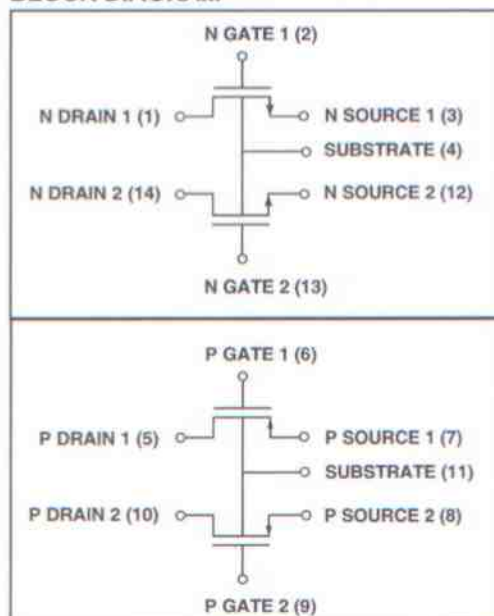 N GATE 1 (2)
N DRAIN 1 (1)
N SOURCE 1 (3)
SUBSTRATE (4)
N DRAIN 2 (14)
N SOURCE 2 (12)
N GATE 2 (13)
P GATE 1 (6)
P DRAIN 1 (5)
P SOURCE 1 (7)
SUBSTRATE (11)
P DRAIN 2 (10)
P SOURCE 2 (8)
P GATE 2 (9)